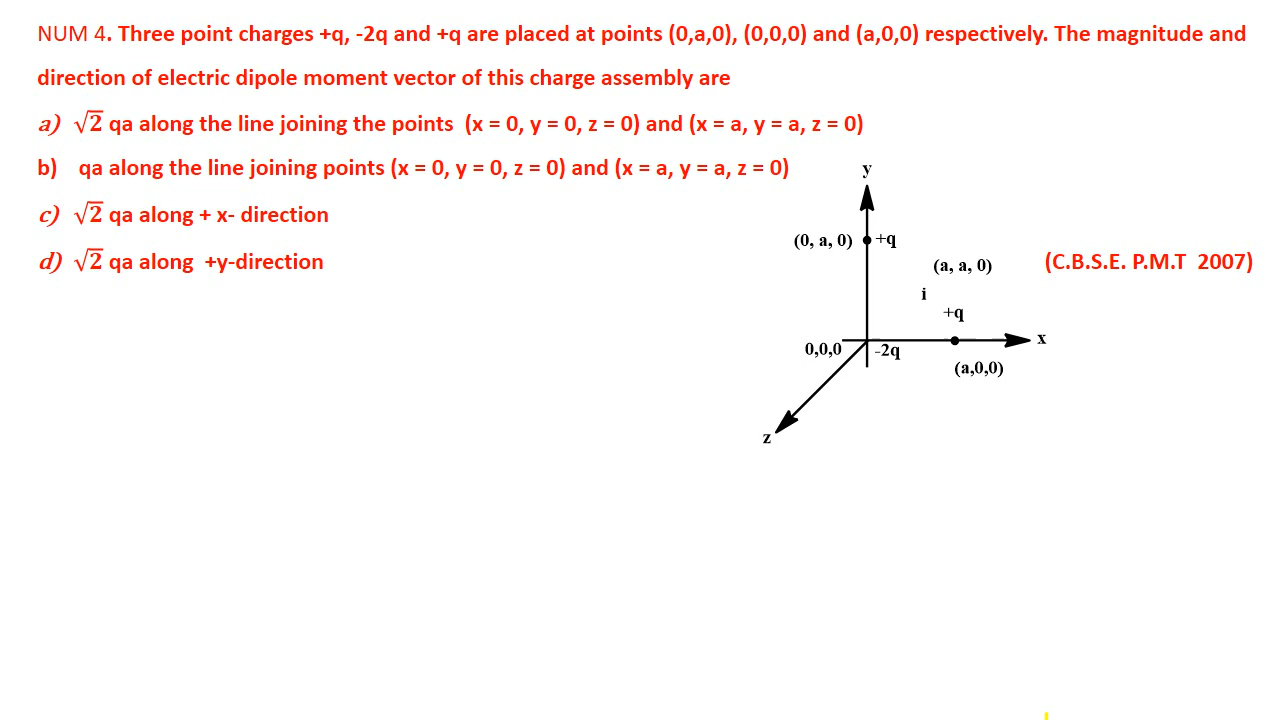 NUM 4. Three point charges +q, -2q and +q are placed at points (0,a,0), (0,0,0) and (a,0,0) respectively. The magnitude and
direction of electric dipole moment vector of this charge assembly are
a) √2 qa along the line joining the points (x = 0, y = 0, z = 0) and (x = a, y = a, z = 0)
b) qa along the line joining points (x = 0, y = 0, z = 0) and (x = a, y = a, z = 0)
y
c) √2 qa along + x- direction
(0, a, 0) +q
d) √2 qa along +y-direction
(a, a, 0)
(C.B.S.E. P.M.T 2007)
i
+q
x
0,0,0
-2q
(a,0,0)
z